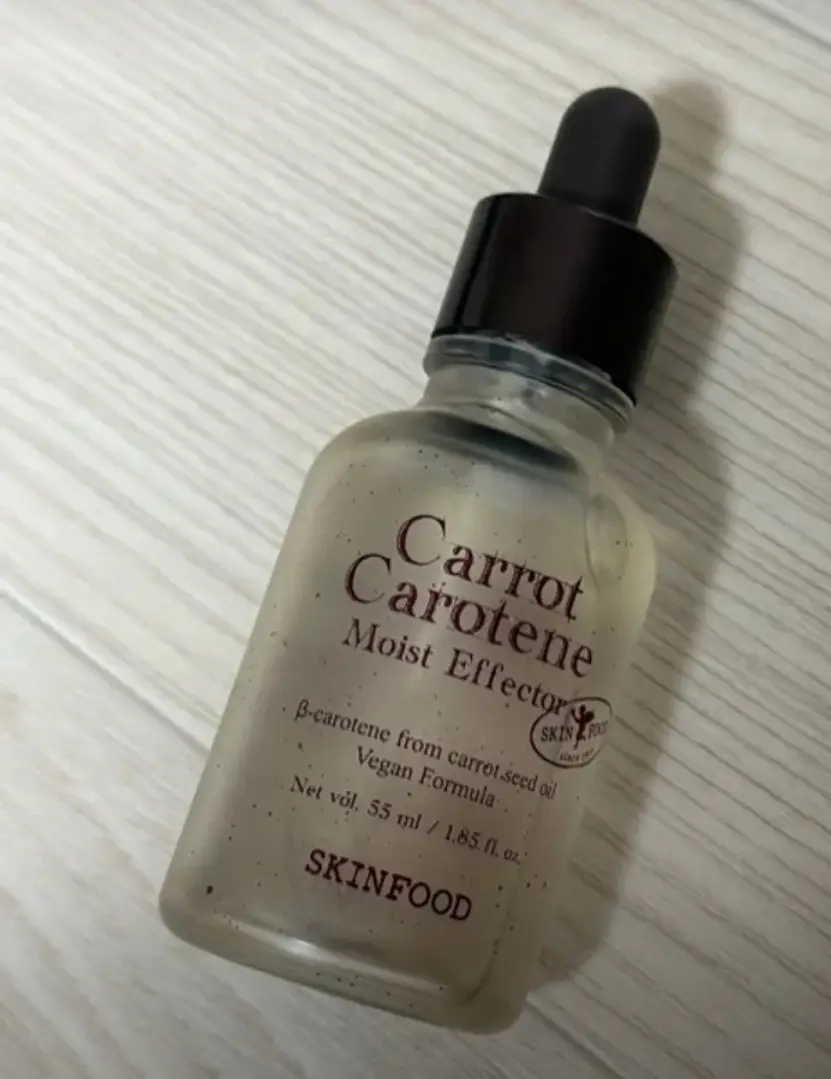 Carrot
Carotene
Moist Effector
SKIN FOOD
β-carotene from carrot seed oil
Vegan Formula
Net vol. 55 ml / 1.85 fl. oz.
SKINFOOD